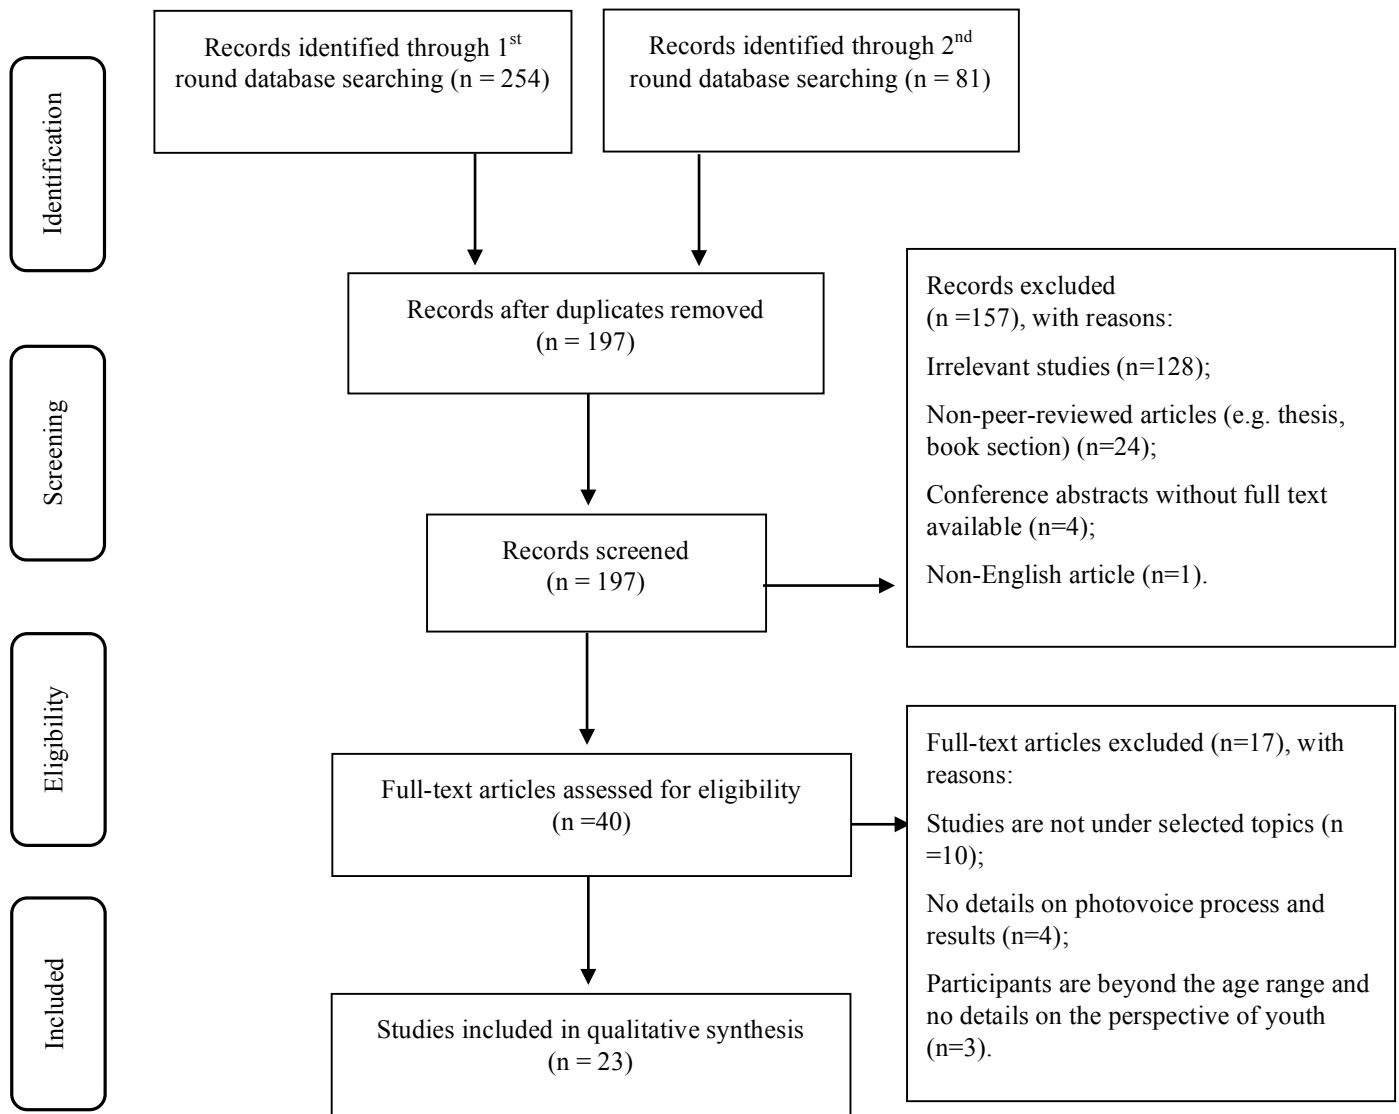 Identification
Records identified through 1st
round database searching (n = 254)
Records identified through 2nd
round database searching (n = 81)
Records after duplicates removed
(n = 197)
Screening
Records screened
(n = 197)
Records excluded
(n =157), with reasons:
Irrelevant studies (n=128);
Non-peer-reviewed articles (e.g. thesis,
book section) (n=24);
Conference abstracts without full text
available (n=4);
Non-English article (n=1).
Eligibility
Full-text articles assessed for eligibility
(n =40)
Full-text articles excluded (n=17), with
reasons:
Studies are not under selected topics (n
=10);
No details on photovoice process and
results (n=4);
Participants are beyond the age range and
no details on the perspective of youth
(n=3).
Included
Studies included in qualitative synthesis
(n = 23)